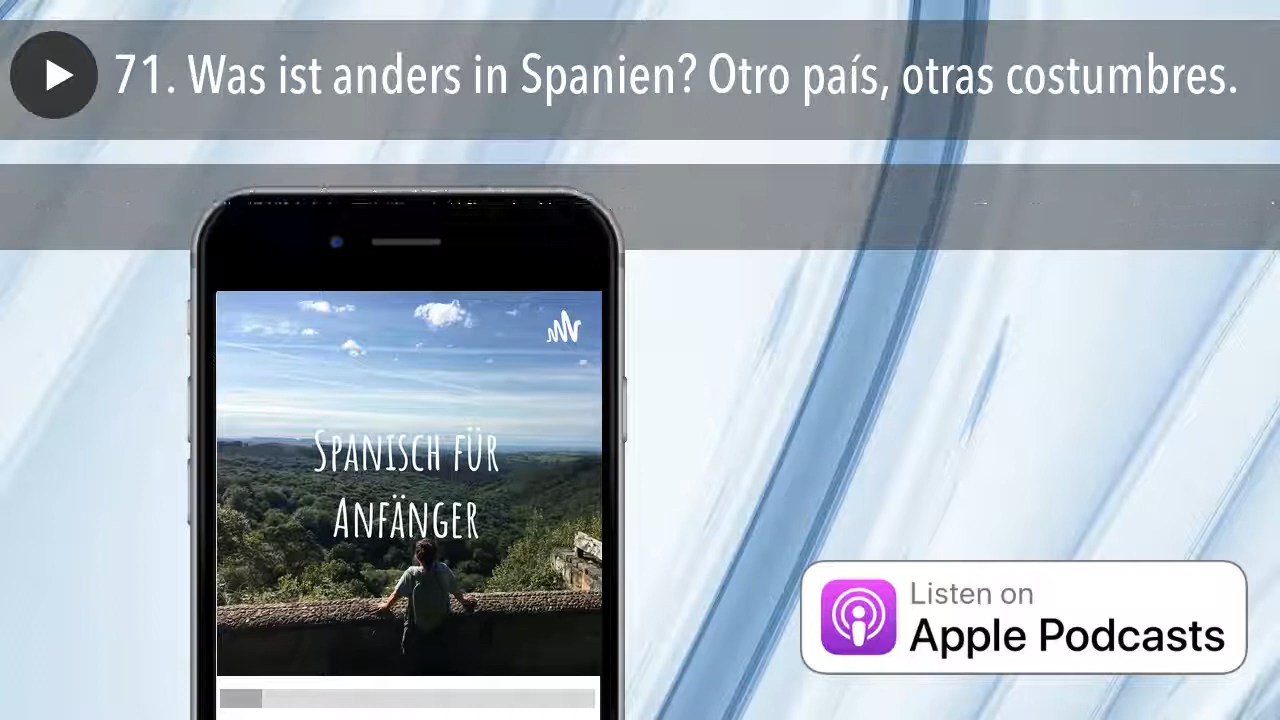 71. Was ist anders in Spanien? Otro país, otras costumbres.
Spanisch für
Anfänger
Listen on
Apple Podcasts